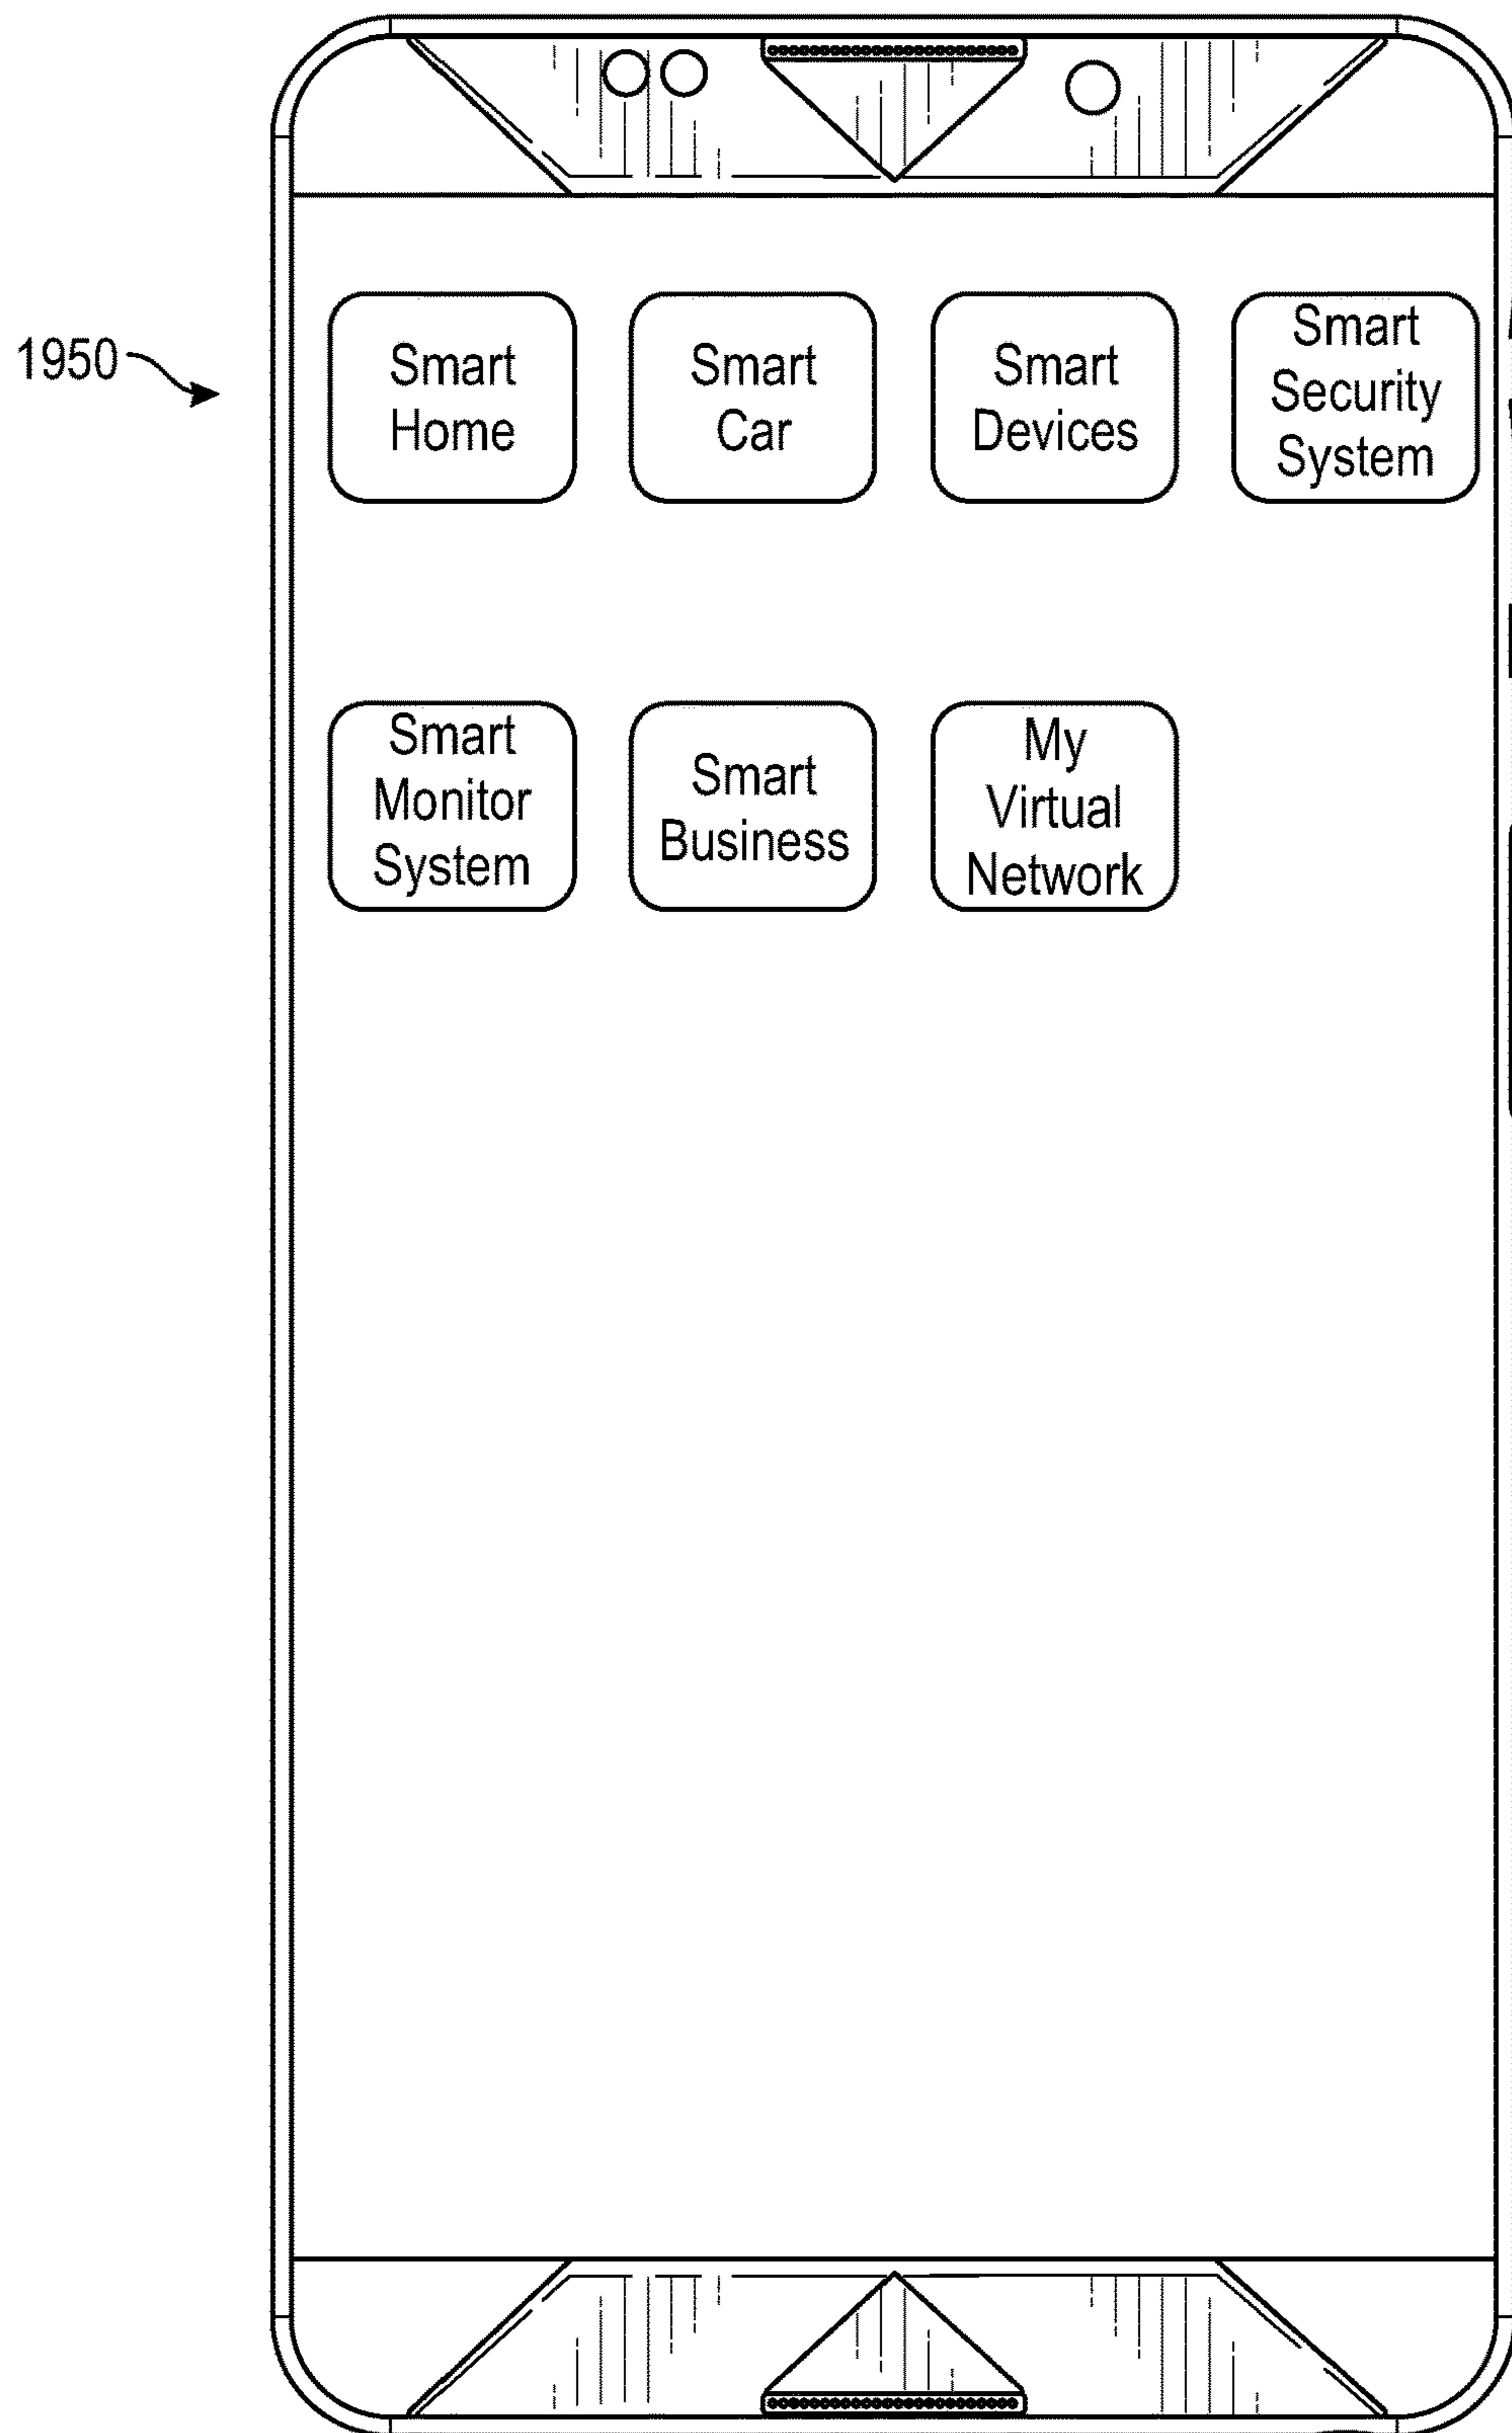 1950
Smart
Home
Smart
Car
Smart
Devices
Smart
Security
System
Smart
Monitor
System
Smart
Business
My
Virtual
Network